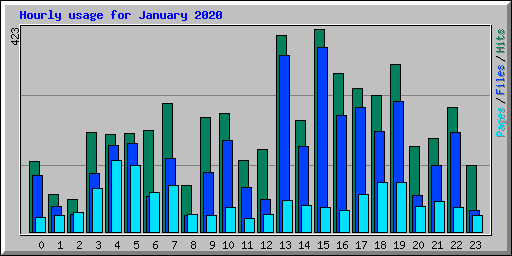 Hourly usage for January 2020
423
Pages/Files/Hits
0 1 2 3 4 5 6 7 8 9 10 11 12 13 14 15 16 17 18 19 20 21 22 23